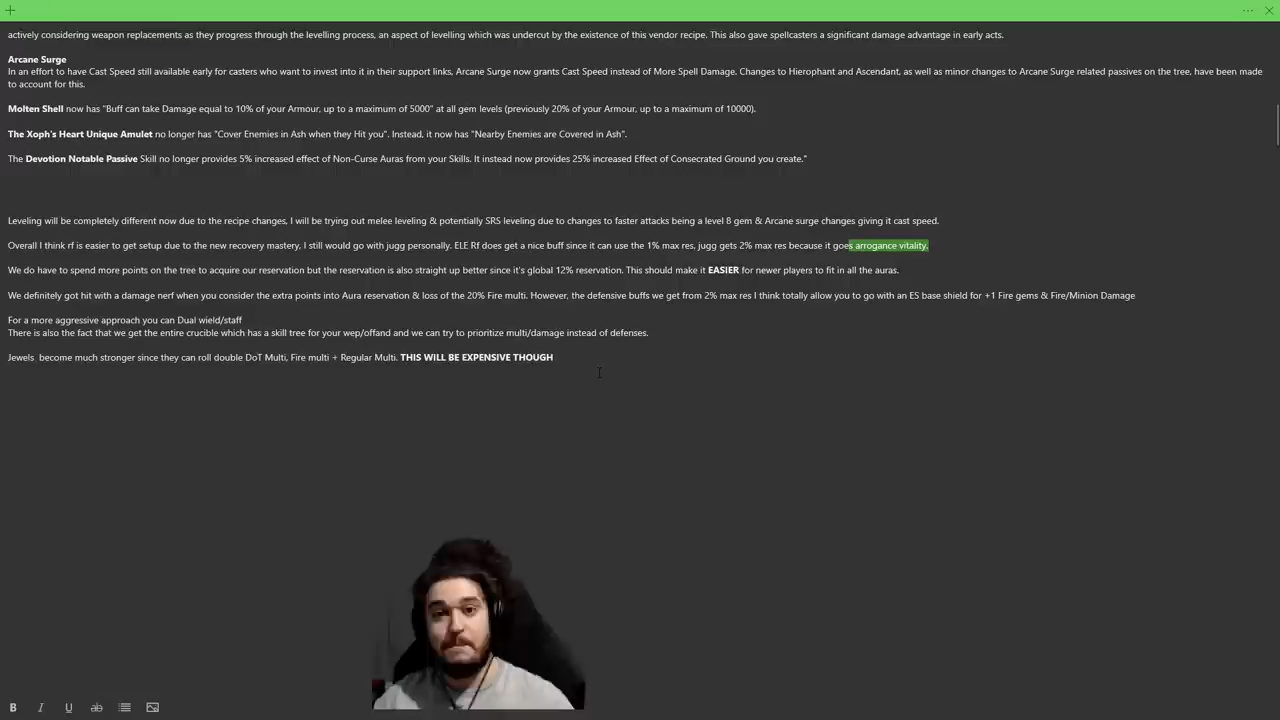 actively considering weapon replacements as they progress through the levelling process, an aspect of levelling which was undercut by the existence of this vendor recipe. This also gave spellcasters a significant damage advantage in early acts.
Arcane Surge
In an effort to have Cast Speed still available early for casters who want to invest into it in their support links, Arcane Surge now grants Cast Speed instead of More Spell Damage. Changes to Hierophant and Ascendant, as well as minor changes to Arcane Surge related passives on the tree, have been made
to account for this.
Molten Shell now has "Buff can take Damage equal to 10% of your Armour, up to a maximum of 5000" at all gem levels (previously 20% of your Armour, up to a maximum of 10000).
The Xoph's Heart Unique Amulet no longer has "Cover Enemies in Ash when they Hit you". Instead, it now has "Nearby Enemies are Covered in Ash".
The Devotion Notable Passive Skill no longer provides 5% increased effect of Non-Curse Auras from your Skills. It instead now provides 25% increased Effect of Consecrated Ground you create."
Leveling will be completely different now due to the recipe changes, I will be trying out melee leveling & potentially SRS leveling due to changes to faster attacks being a level 8 gem & Arcane surge changes giving it cast speed.
Overall I think rf is easier to get setup due to the new recovery mastery, I still would go with jugg personally. ELE Rf does get a nice buff since it can use the 1% max res, jugg gets 2% max res because it goes arrogance vitality.
We do have to spend more points on the tree to acquire our reservation but the reservation is also straight up better since it's global 12% reservation. This should make it EASIER for newer players to fit in all the auras.
We definitely got hit with a damage nerf when you consider the extra points into Aura reservation & loss of the 20% Fire multi. However, the defensive buffs we get from 2% max res I think totally allow you to go with an ES base shield for +1 Fire gems & Fire/Minion Damage
For a more aggressive approach you can Dual wield/staff
There is also the fact that we get the entire crucible which has a skill tree for your wep/offand and we can try to prioritize multi/damage instead of defenses.
Jewels become much stronger since they can roll double DoT Multi, Fire multi + Regular Multi. THIS WILL BE EXPENSIVE THOUGH
B I U ab